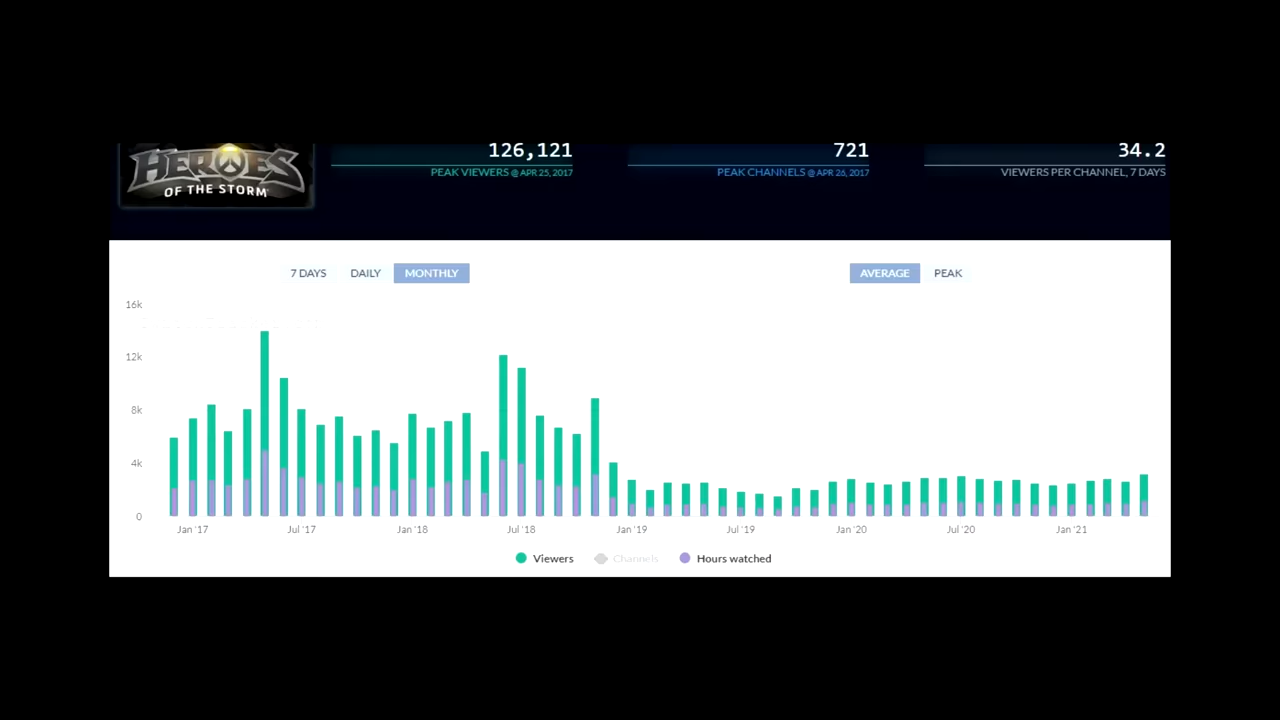 HEROES
OF THE STORM
126,121
PEAK VIEWERS @ APR 25, 2017
721
PEAK CHANNELS @ APR 26, 2017
34.2
VIEWERS PER CHANNEL, 7 DAYS
7 DAYS DAILY MONTHLY
AVERAGE PEAK
16k
12k
8k
4k
0
Jan '17 Jul '17 Jan '18 Jul '18 Jan '19 Jul '19 Jan '20 Jul '20 Jan '21
Viewers Channels Hours watched